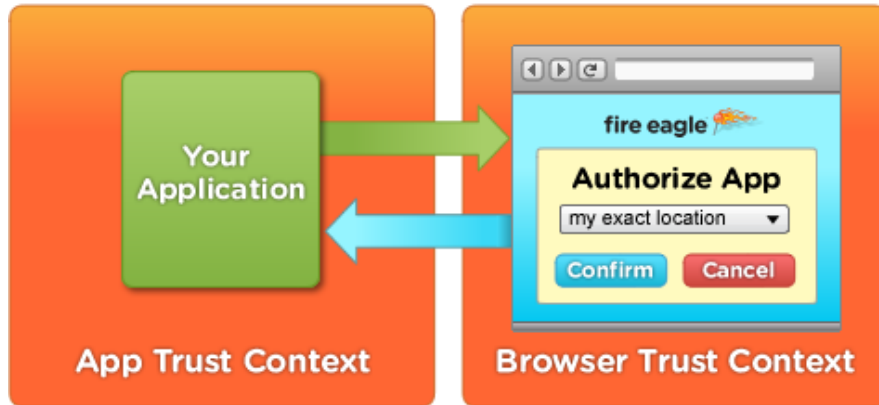 Your
Application
App Trust Context
fire eagle
Authorize App
my exact location
Confirm
Cancel
Browser Trust Context